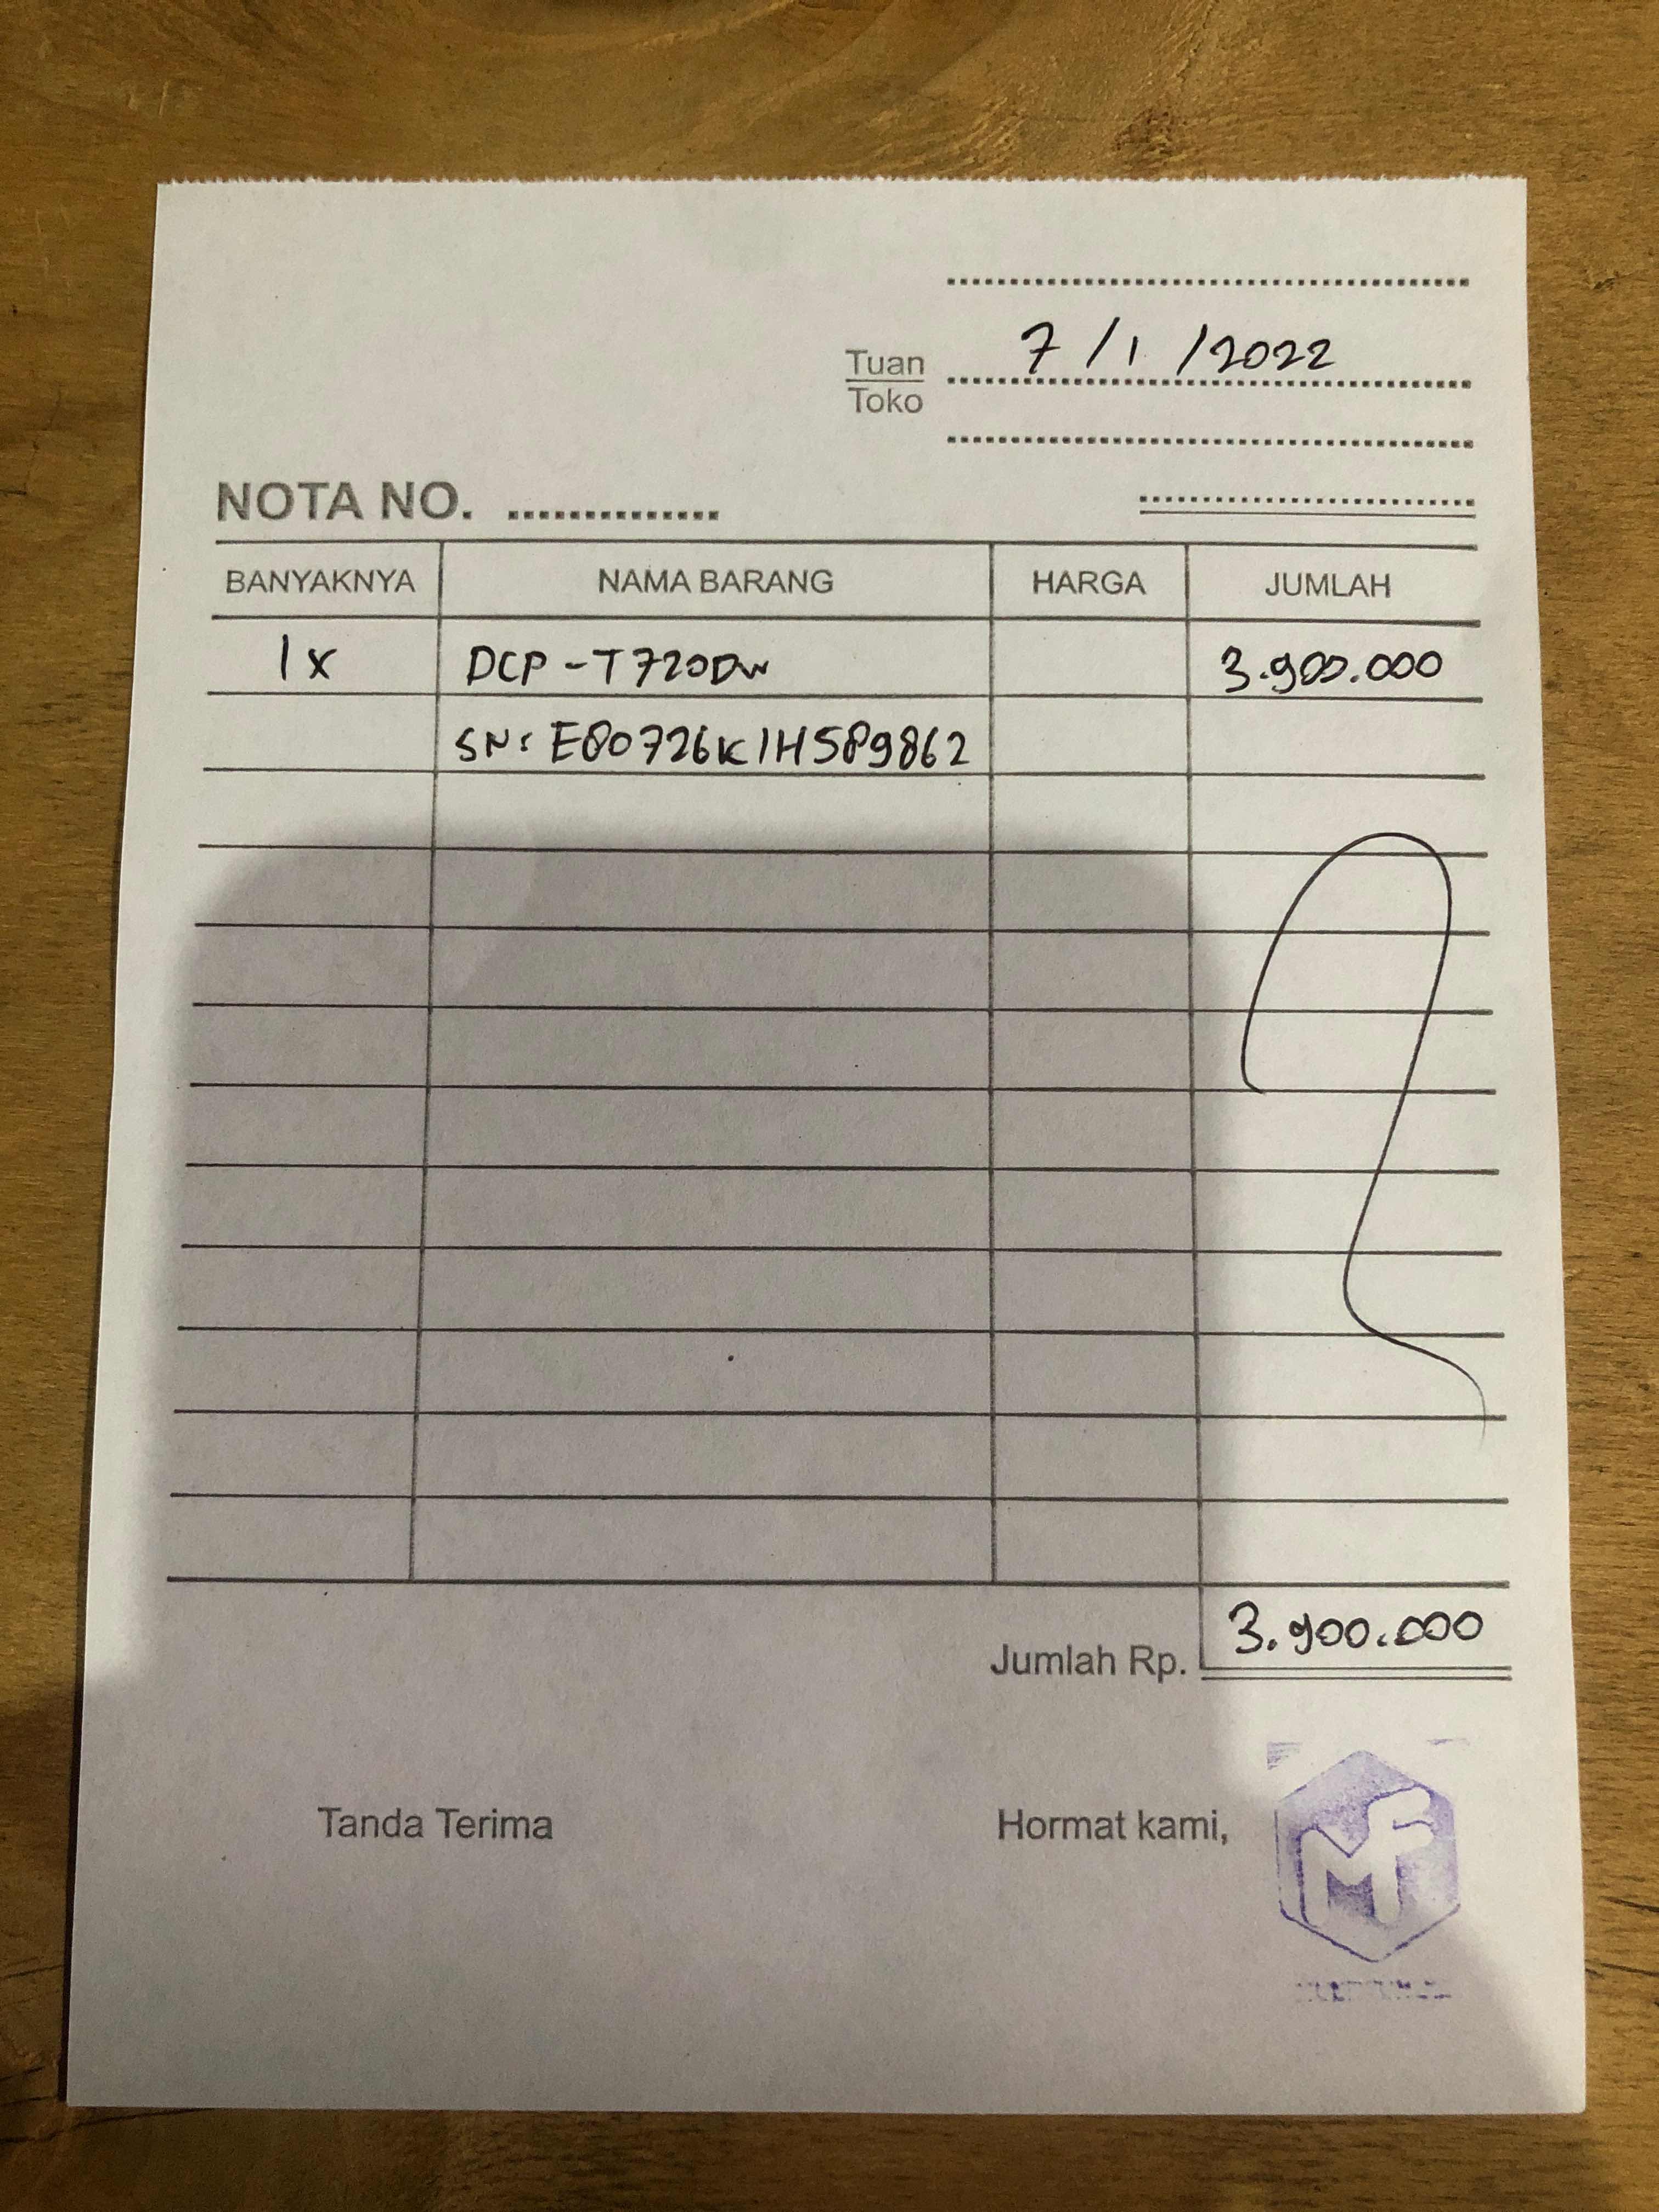 7/1/2022
Tuan
Toko
NOTA NO. ..............
BANYAKNYA NAMA BARANG HARGA JUMLAH
1x DCP-T720DW 3.900.000
SN: E80726K1H589862
3.900.000
Jumlah Rp.
Tanda Terima Hormat kami,
MF